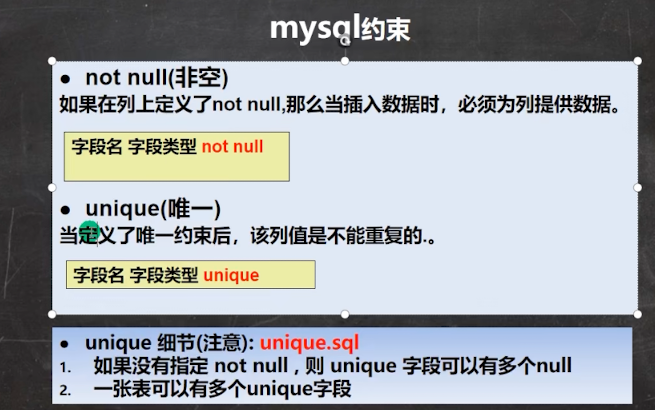 mysql约束
● not null(非空)
如果在列上定义了not null,那么当插入数据时，必须为列提供数据。
字段名 字段类型 not null
● unique(唯一)
当定义了唯一约束后，该列值是不能重复的.。
字段名 字段类型 unique
● unique 细节(注意): unique.sql
1. 如果没有指定 not null , 则 unique 字段可以有多个null
2. 一张表可以有多个unique字段